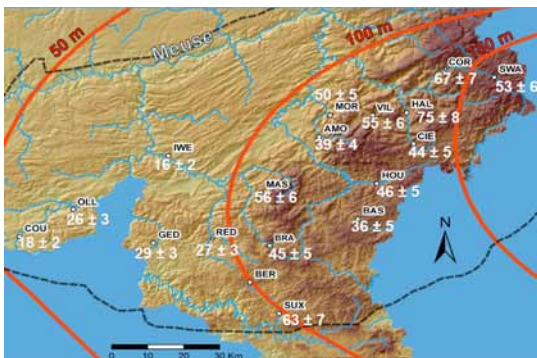 50 m
Meuse
100 m
150 m
COR
67 ± 7
SWA
53 ± 6
50 ± 5
MOR
VIL
55 ± 6
HAL
75 ± 8
AMO
39 ± 4
CIE
44 ± 5
IWE
16 ± 2
MAS
56 ± 6
HOU
46 ± 5
OLL
26 ± 3
BAS
36 ± 5
COU
18 ± 2
GED
29 ± 3
RED
27 ± 3
BRA
45 ± 5
N
BER
SUX
63 ± 7
0 10 20 30 Km